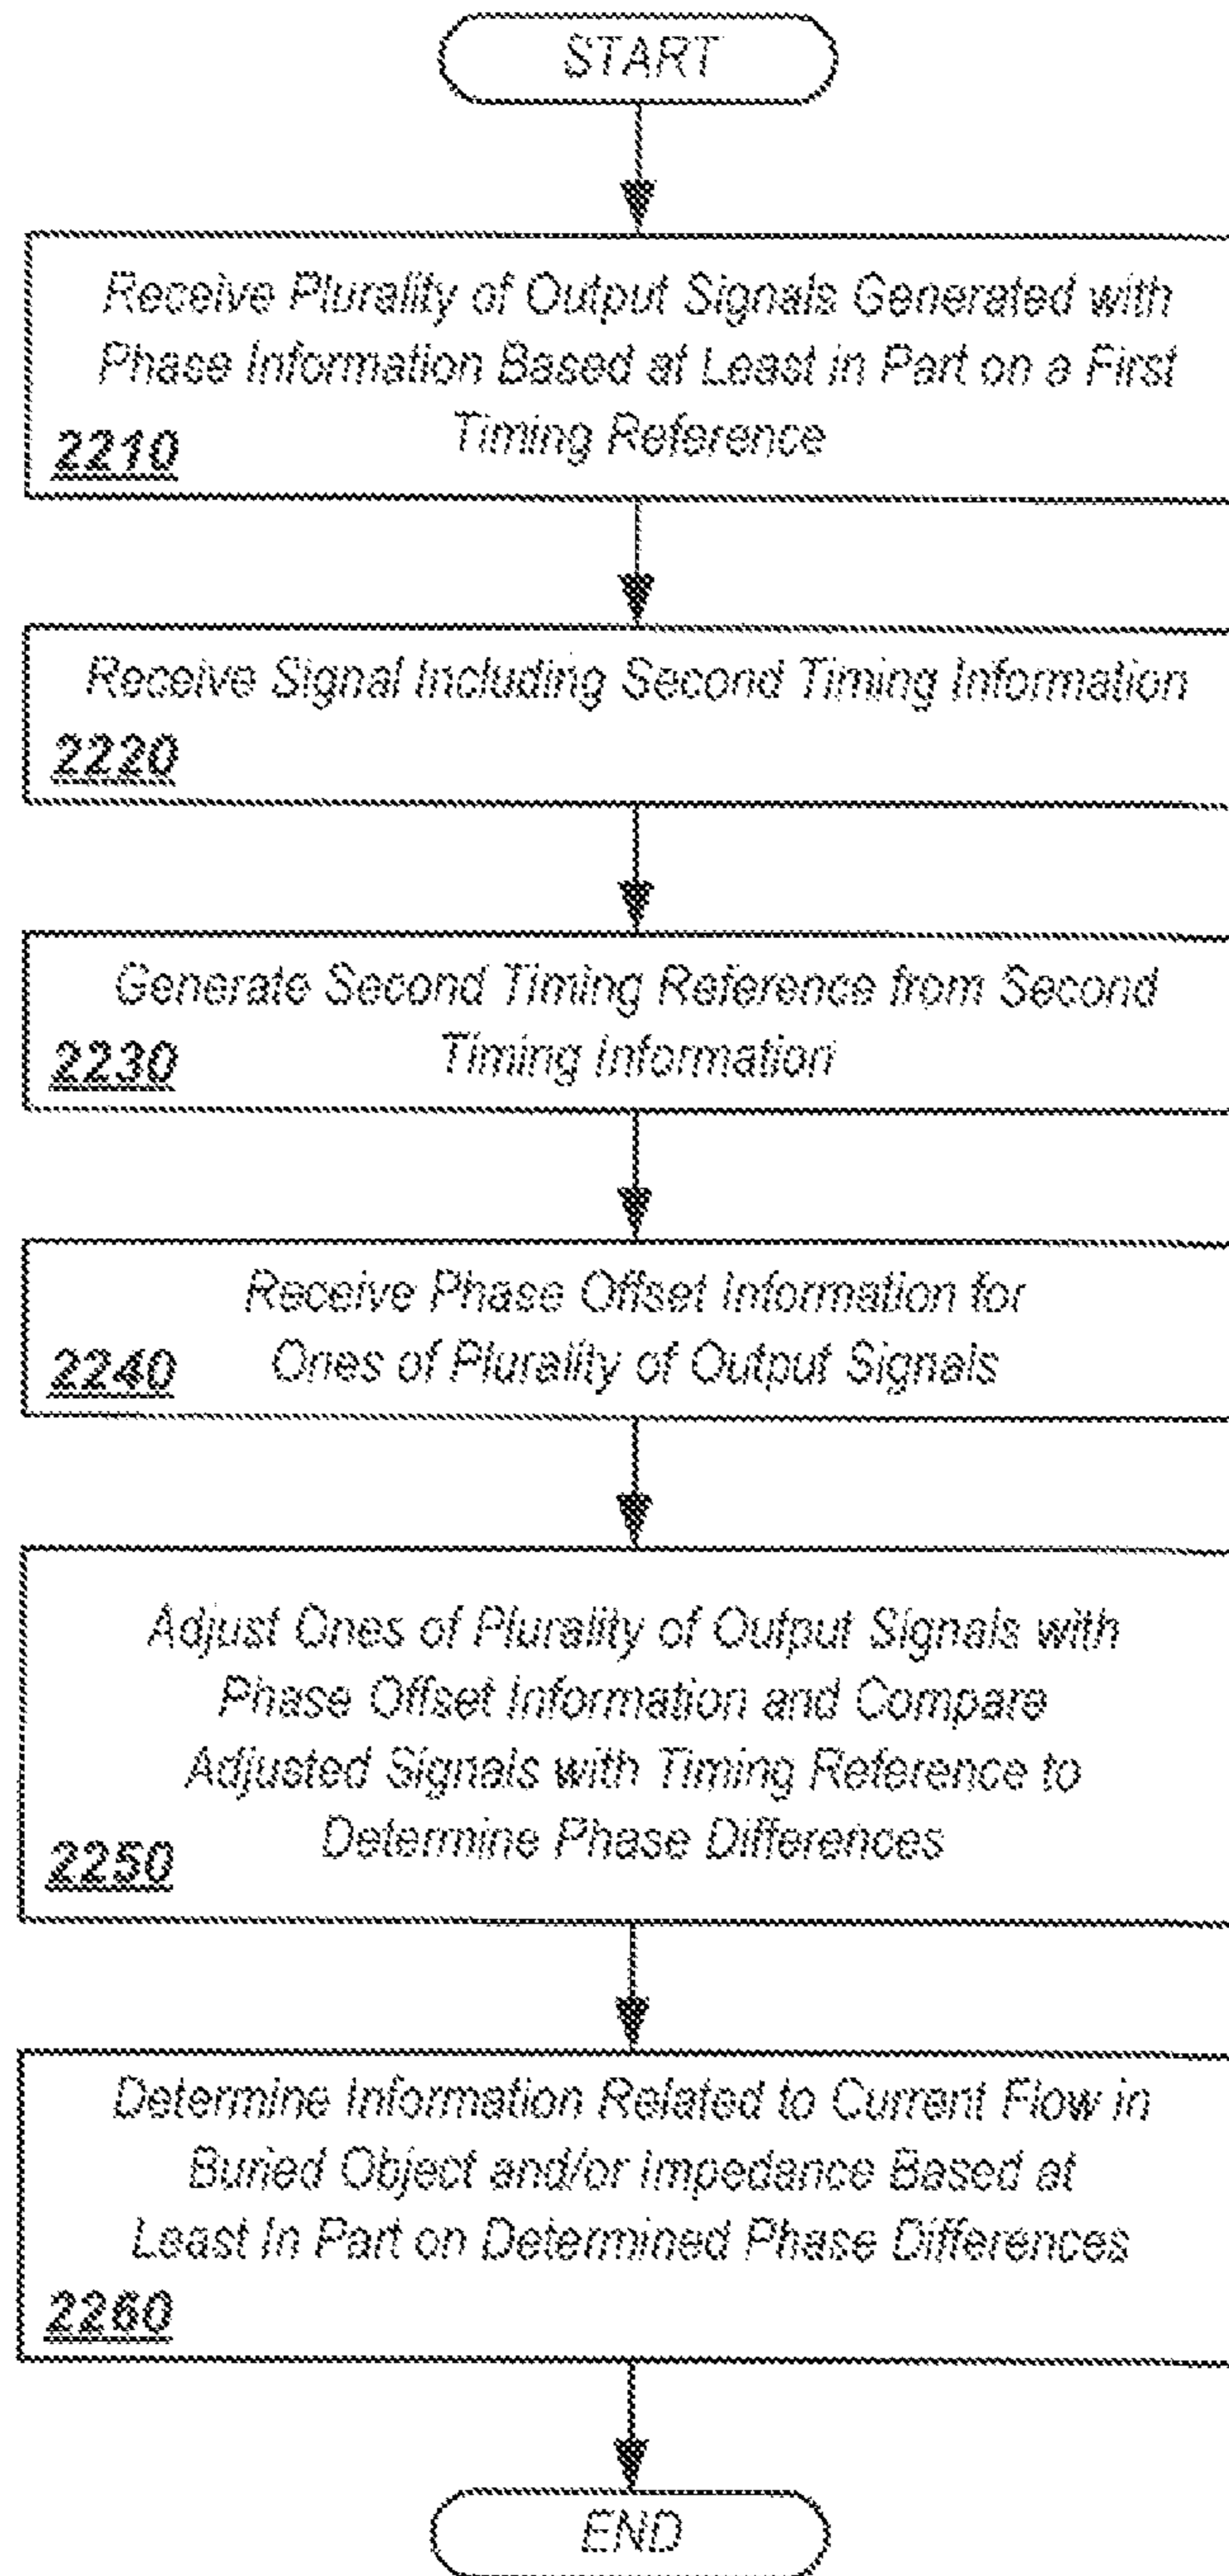 START
Receive Plurality of Output Signals Generated with
Phase Information Based at Least in Part on a First
Timing Reference
2210
Receive Signal Including Second Timing Information
2220
Generate Second Timing Reference from Second
Timing Information
2230
Receive Phase Offset Information for
Ones of Plurality of Output Signals
2240
Adjust Ones of Plurality of Output Signals with
Phase Offset Information and Compare
Adjusted Signals with Timing Reference to
Determine Phase Differences
2250
Determine Information Related to Current Flow in
Buried Object and/or Impedance Based at
Least In Part on Determined Phase Differences
2260
END